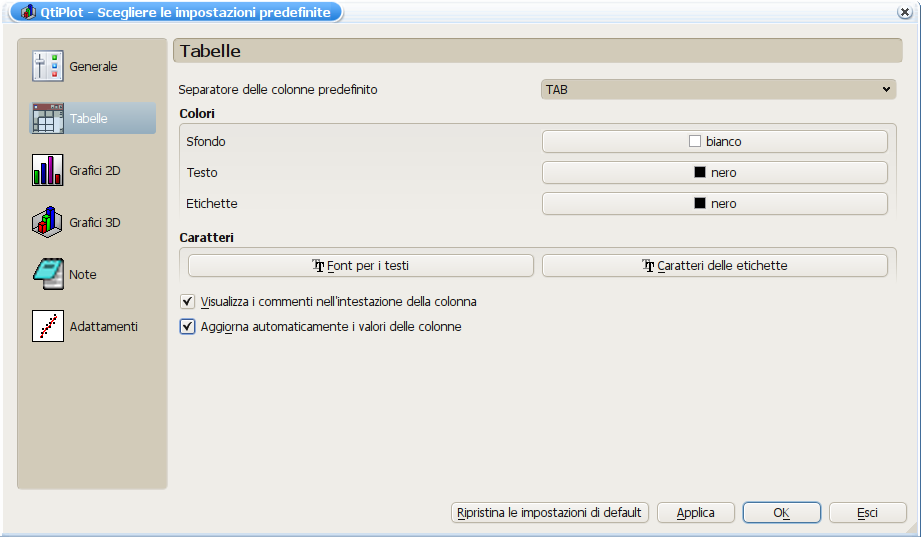 QtiPlot - Scegliere le impostazioni predefinite
Generale
Tabelle
Grafici 2D
Grafici 3D
Note
Adattamenti
Tabelle
Separatore delle colonne predefinito
TAB
Colori
Sfondo
bianco
Testo
nero
Etichette
nero
Caratteri
Font per i testi
Caratteri delle etichette
Visualizza i commenti nell'intestazione della colonna
Aggiorna automaticamente i valori delle colonne
Ripristina le impostazioni di default
Applica
OK
Esci